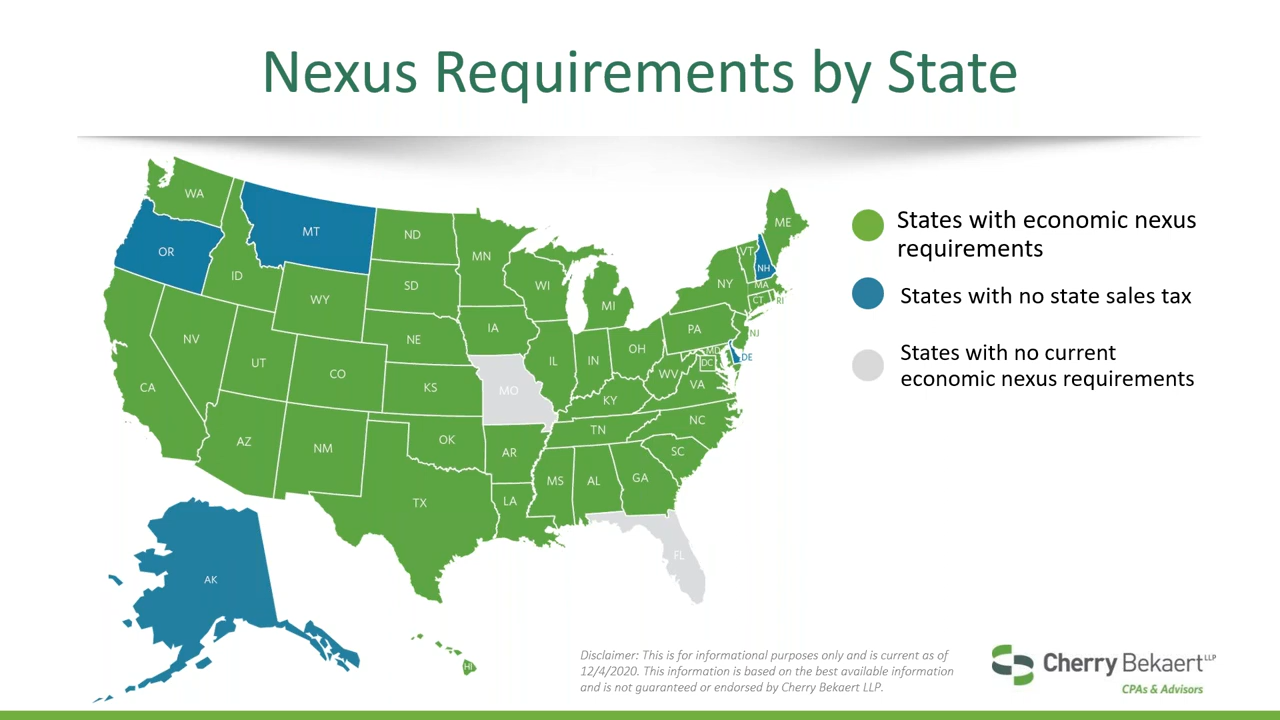 Nexus Requirements by State
WA
OR
MT
ID
ND
MN
WI
MI
NY
VT
NH
ME
MA
CT
RI
SD
WY
NV
UT
CO
NE
IA
IL
IN
OH
PA
NJ
MD
DC
DE
CA
AZ
NM
KS
MO
KY
WV
VA
NC
TN
OK
AR
SC
TX
LA
MS
AL
GA
FL
AK
HI
States with economic nexus
requirements
States with no state sales tax
States with no current
economic nexus requirements
Disclaimer: This is for informational purposes only and is current as of
12/4/2020. This information is based on the best available information
and is not guaranteed or endorsed by Cherry Bekaert LLP.
Cherry Bekaert LLP
CPAs & Advisors